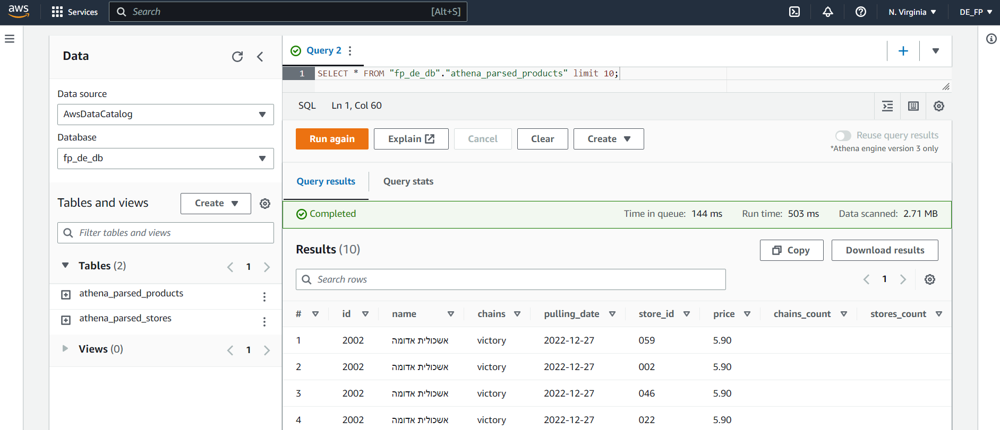 aws Services Search [Alt+S] N. Virginia DE_FP
Data
Data source
AwsDataCatalog
Database
fp_de_db
Tables and views Create
Filter tables and views
Tables (2) 1
athena_parsed_products
athena_parsed_stores
Views (0) 1
Query 2
1 SELECT * FROM "fp_de_db"."athena_parsed_products" limit 10;
SQL Ln 1, Col 60
Run again Explain Cancel Clear Create Reuse query results
*Athena engine version 3 only
Query results Query stats
Completed Time in queue: 144 ms Run time: 503 ms Data scanned: 2.71 MB
Results (10) Copy Download results
Search rows 1
# id name chains pulling_date store_id price chains_count stores_count
1 2002 אשכולית אדומה victory 2022-12-27 059 5.90
2 2002 אשכולית אדומה victory 2022-12-27 002 5.90
3 2002 אשכולית אדומה victory 2022-12-27 046 5.90
4 2002 אשכולית אדומה victory 2022-12-27 022 5.90